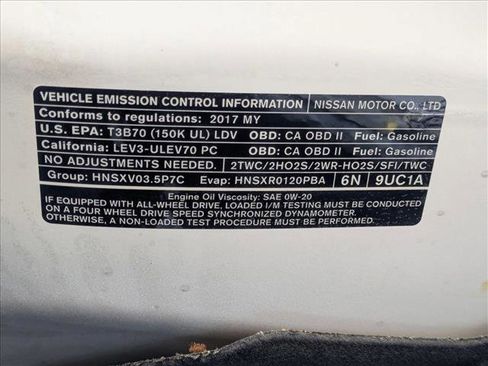 VEHICLE EMISSION CONTROL INFORMATION NISSAN MOTOR CO., LTD
Conforms to regulations: 2017 MY
U.S. EPA: T3B70 (150K UL) LDV OBD: CA OBD II Fuel: Gasoline
California: LEV3-ULEV70 PC OBD: CA OBD II Fuel: Gasoline
NO ADJUSTMENTS NEEDED. 2TWC/2HO2S/2WR-HO2S/SFI/TWC
Group: HNSXV03.5P7C Evap: HNSXR0120PBA 6N 9UC1A
Engine Oil Viscosity: SAE 0W-20
IF EQUIPPED WITH ALL-WHEEL DRIVE, LOADED I/M TESTING MUST BE CONDUCTED
ON A FOUR WHEEL DRIVE SPEED SYNCHRONIZED DYNAMOMETER.
OTHERWISE, A NON-LOADED TEST PROCEDURE MUST BE PERFORMED.